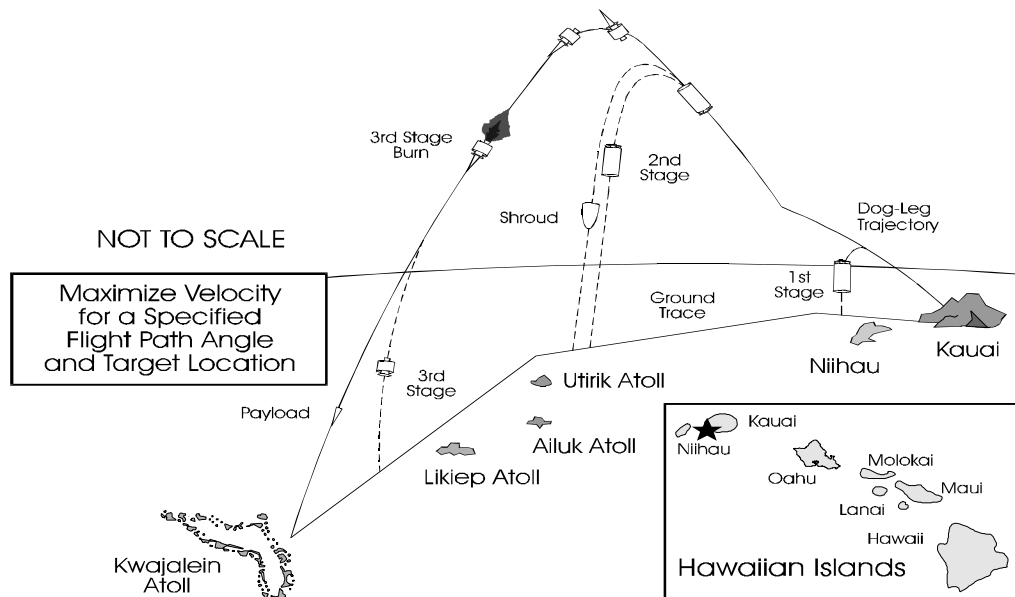 3rd Stage
Burn
2nd
Stage
Shroud
Dog-Leg
Trajectory
NOT TO SCALE
Maximize Velocity
for a Specified
Flight Path Angle
and Target Location
1st
Stage
Ground
Trace
Niihau
Kauai
3rd
Stage
Utirik Atoll
Payload
Ailuk Atoll
Likiep Atoll
Kwajalein
Atoll
Kauai
Niihau
Oahu
Molokai
Maui
Lanai
Hawaii
Hawaiian Islands